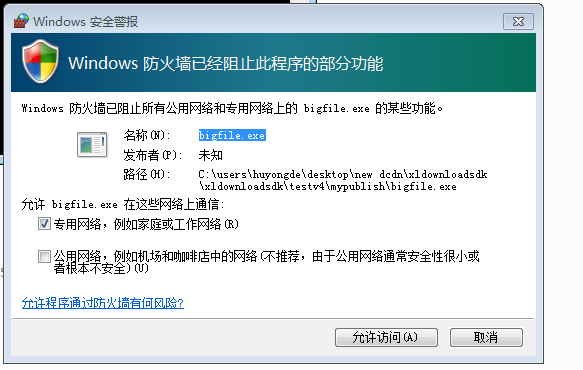 Windows 安全警报
Windows 防火墙已经阻止此程序的部分功能
Windows 防火墙已阻止所有公用网络和专用网络上的 bigfile.exe 的某些功能。
名称(N): bigfile.exe
发布者(P): 未知
路径(H): C:\users\huyongde\desktop\new dcdn\xldownloadsdk
\xldownloadsdk\testv4\mypublish\bigfile.exe
允许 bigfile.exe 在这些网络上通信:
专用网络，例如家庭或工作网络(R)
公用网络，例如机场和咖啡店中的网络(不推荐，由于公用网络通常安全性很小或
者根本不安全)(U)
允许程序通过防火墙有何风险?
允许访问(A) 取消